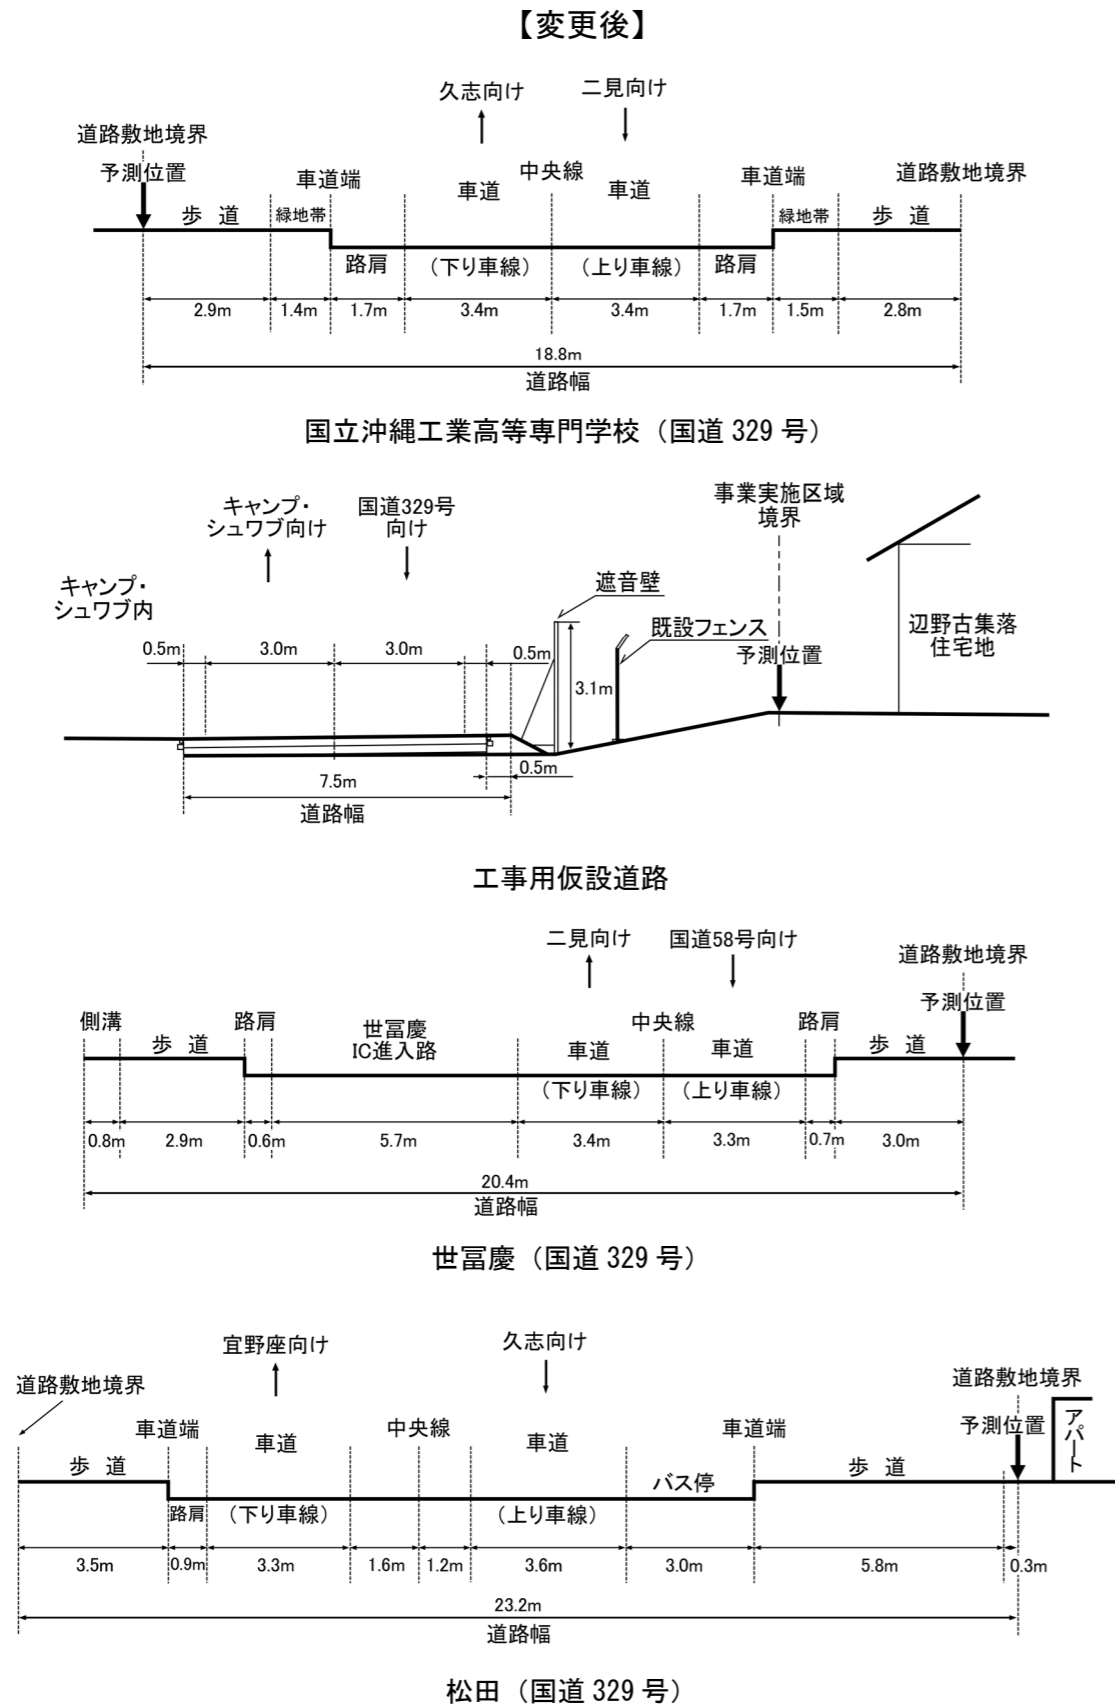 【変更後】
久志向け
二見向け
道路敷地境界
予測位置
車道端
車道
中央線
車道
車道端
道路敷地境界
歩 道
緑地帯
緑地帯
歩 道
路肩
(下り車線)
(上り車線)
路肩
2.9m
1.4m
1.7m
3.4m
3.4m
1.7m
1.5m
2.8m
18.8m
道路幅
国立沖縄工業高等専門学校（国道 329 号）
キャンプ・
シュワブ向け
国道329号
向け
事業実施区域
境界
キャンプ・
シュワブ内
遮音壁
既設フェンス
予測位置
辺野古集落
住宅地
0.5m
3.0m
3.0m
0.5m
3.1m
0.5m
7.5m
道路幅
工事用仮設道路
二見向け
国道58号向け
道路敷地境界
予測位置
側溝
歩 道
路肩
世冨慶
IC進入路
車道
中央線
車道
路肩
歩 道
(下り車線)
(上り車線)
0.8m
2.9m
0.6m
5.7m
3.4m
3.3m
0.7m
3.0m
20.4m
道路幅
世冨慶（国道 329 号）
宜野座向け
久志向け
道路敷地境界
道路敷地境界
車道端
車道
中央線
車道
車道端
予測位置
アパート
歩 道
バス停
歩 道
路肩
(下り車線)
(上り車線)
3.5m
0.9m
3.3m
1.6m
1.2m
3.6m
3.0m
5.8m
0.3m
23.2m
道路幅
松田（国道 329 号）